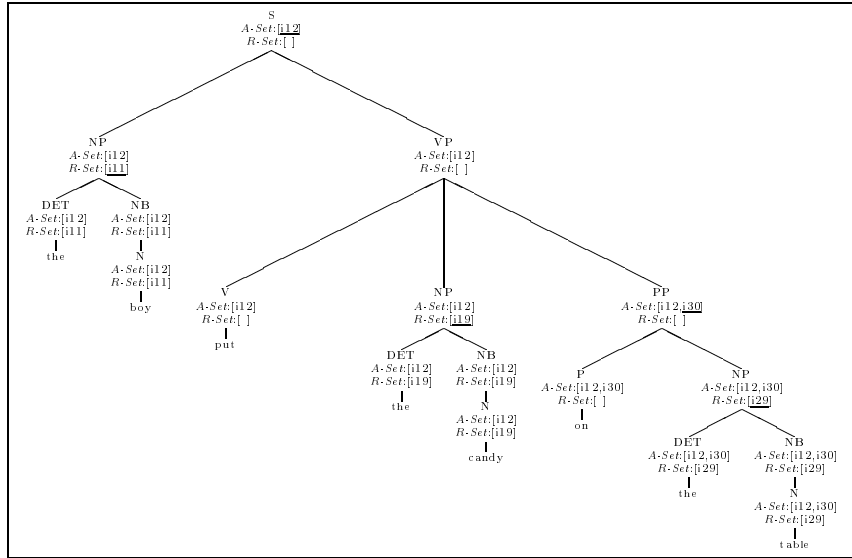 S
A-Set:[i12]
R-Set:[ ]
NP VP
A-Set:[i12] A-Set:[i12]
R-Set:[i11] R-Set:[ ]
DET NB
A-Set:[i12] A-Set:[i12]
R-Set:[i11] R-Set:[i11]
the N
A-Set:[i12]
R-Set:[i11]
boy
V NP PP
A-Set:[i12] A-Set:[i12] A-Set:[i12,i30]
R-Set:[ ] R-Set:[i19] R-Set:[ ]
put
DET NB
A-Set:[i12] A-Set:[i12]
R-Set:[i19] R-Set:[i19]
the N
A-Set:[i12]
R-Set:[i19]
candy
P NP
A-Set:[i12,i30] A-Set:[i12,i30]
R-Set:[ ] R-Set:[i29]
on
DET NB
A-Set:[i12,i30] A-Set:[i12,i30]
R-Set:[i29] R-Set:[i29]
the N
A-Set:[i12,i30]
R-Set:[i29]
table